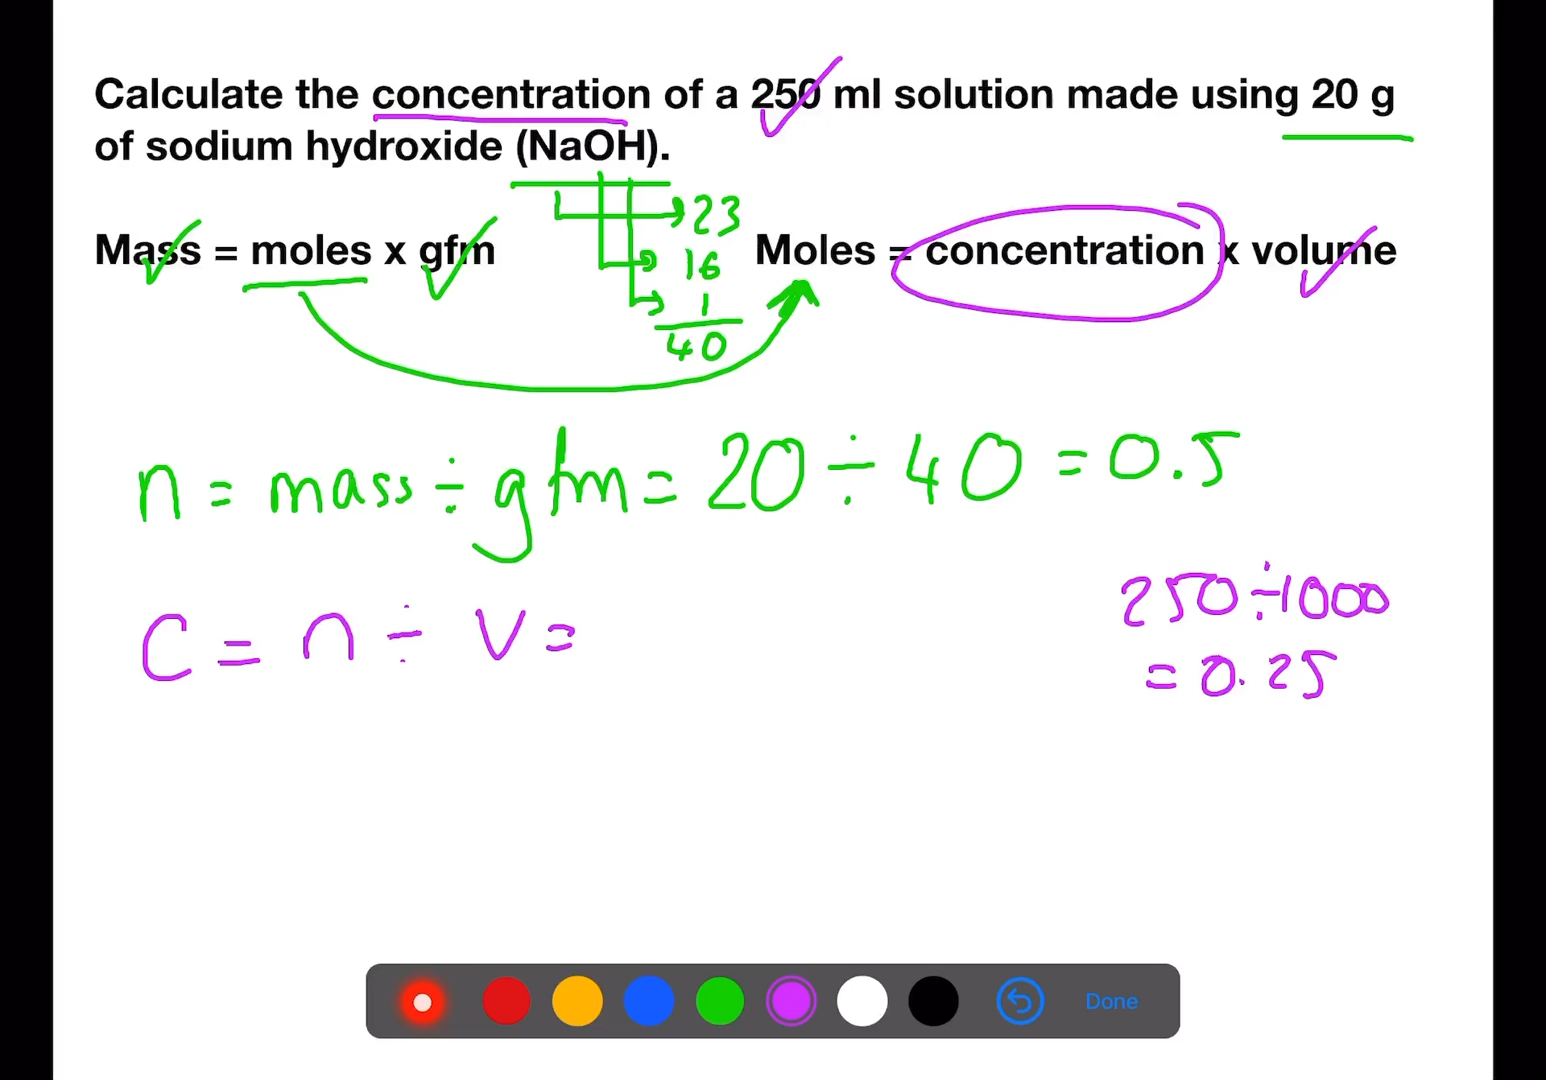 Calculate the concentration of a 250 ml solution made using 20 g
of sodium hydroxide (NaOH).
23
Mass = moles x gfm
16
Moles = concentration x volume
1
40
n = mass ÷ gfm = 20 ÷ 40 = 0.5
250 ÷ 1000
= 0.25
C = n ÷ v =
Done